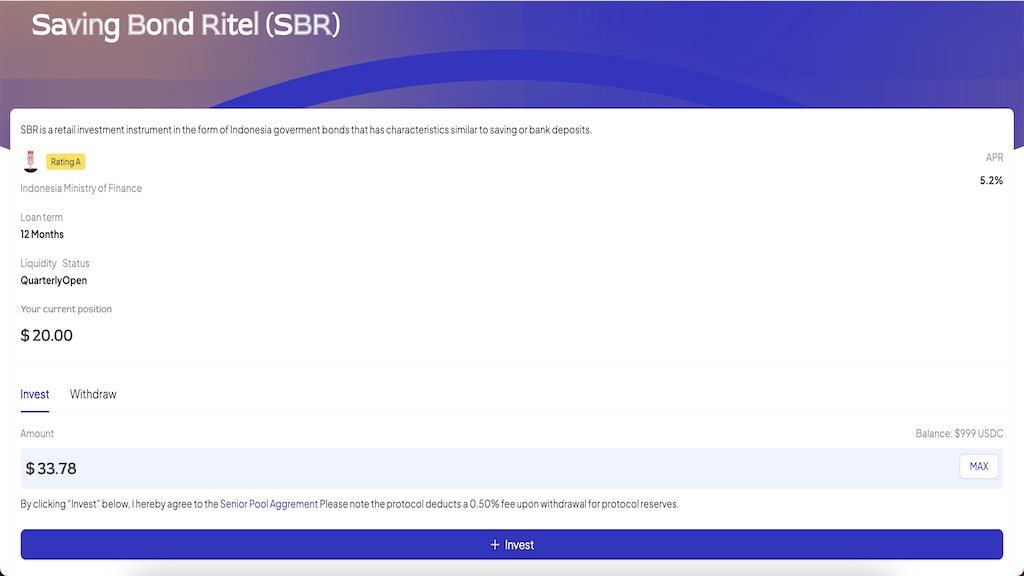 Saving Bond Ritel (SBR)
SBR is a retail investment instrument in the form of Indonesia goverment bonds that has characteristics similar to saving or bank deposits.
Rating A
APR
5.2%
Indonesia Ministry of Finance
Loan term
12 Months
Liquidity Status
QuarterlyOpen
Your current position
$ 20.00
Invest Withdraw
Amount Balance: $999 USDC
$ 33.78 MAX
By clicking "Invest" below, I hereby agree to the Senior Pool Aggrement Please note the protocol deducts a 0.50% fee upon withdrawal for protocol reserves.
+ Invest